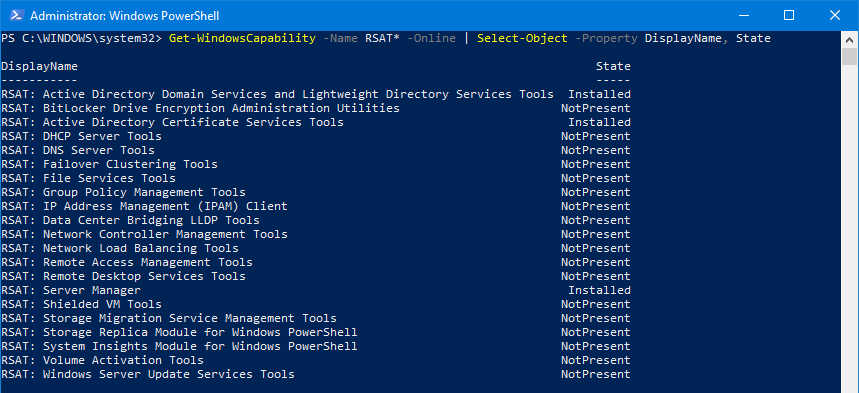 Administrator: Windows PowerShell
PS C:\WINDOWS\system32> Get-WindowsCapability -Name RSAT* -Online | Select-Object -Property DisplayName, State
DisplayName State
----------- -----
RSAT: Active Directory Domain Services and Lightweight Directory Services Tools Installed
RSAT: BitLocker Drive Encryption Administration Utilities NotPresent
RSAT: Active Directory Certificate Services Tools Installed
RSAT: DHCP Server Tools NotPresent
RSAT: DNS Server Tools NotPresent
RSAT: Failover Clustering Tools NotPresent
RSAT: File Services Tools NotPresent
RSAT: Group Policy Management Tools NotPresent
RSAT: IP Address Management (IPAM) Client NotPresent
RSAT: Data Center Bridging LLDP Tools NotPresent
RSAT: Network Controller Management Tools NotPresent
RSAT: Network Load Balancing Tools NotPresent
RSAT: Remote Access Management Tools NotPresent
RSAT: Remote Desktop Services Tools NotPresent
RSAT: Server Manager Installed
RSAT: Shielded VM Tools NotPresent
RSAT: Storage Migration Service Management Tools NotPresent
RSAT: Storage Replica Module for Windows PowerShell NotPresent
RSAT: System Insights Module for Windows PowerShell NotPresent
RSAT: Volume Activation Tools NotPresent
RSAT: Windows Server Update Services Tools NotPresent